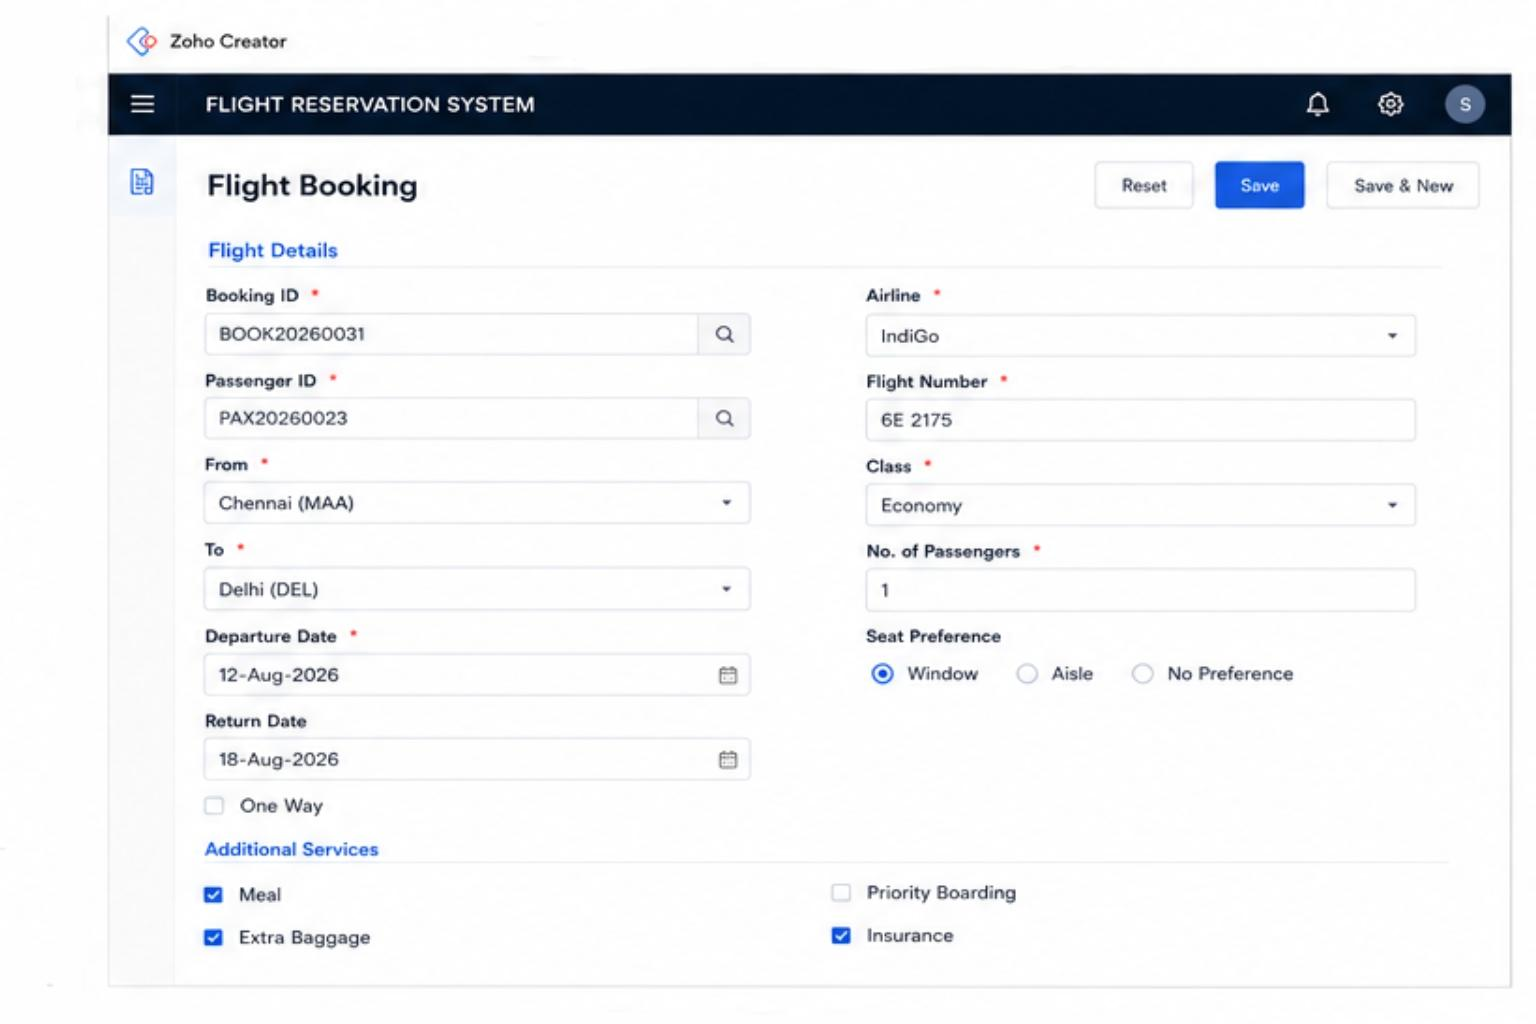 Zoho Creator
FLIGHT RESERVATION SYSTEM
S
Flight Booking
Reset
Save
Save & New
Flight Details
Booking ID *
BOOK20260031
Airline *
IndiGo
Passenger ID *
PAX20260023
Flight Number *
6E 2175
From *
Chennai (MAA)
Class *
Economy
To *
Delhi (DEL)
No. of Passengers *
1
Departure Date *
12-Aug-2026
Seat Preference
Window
Aisle
No Preference
Return Date
18-Aug-2026
One Way
Additional Services
Meal
Priority Boarding
Extra Baggage
Insurance